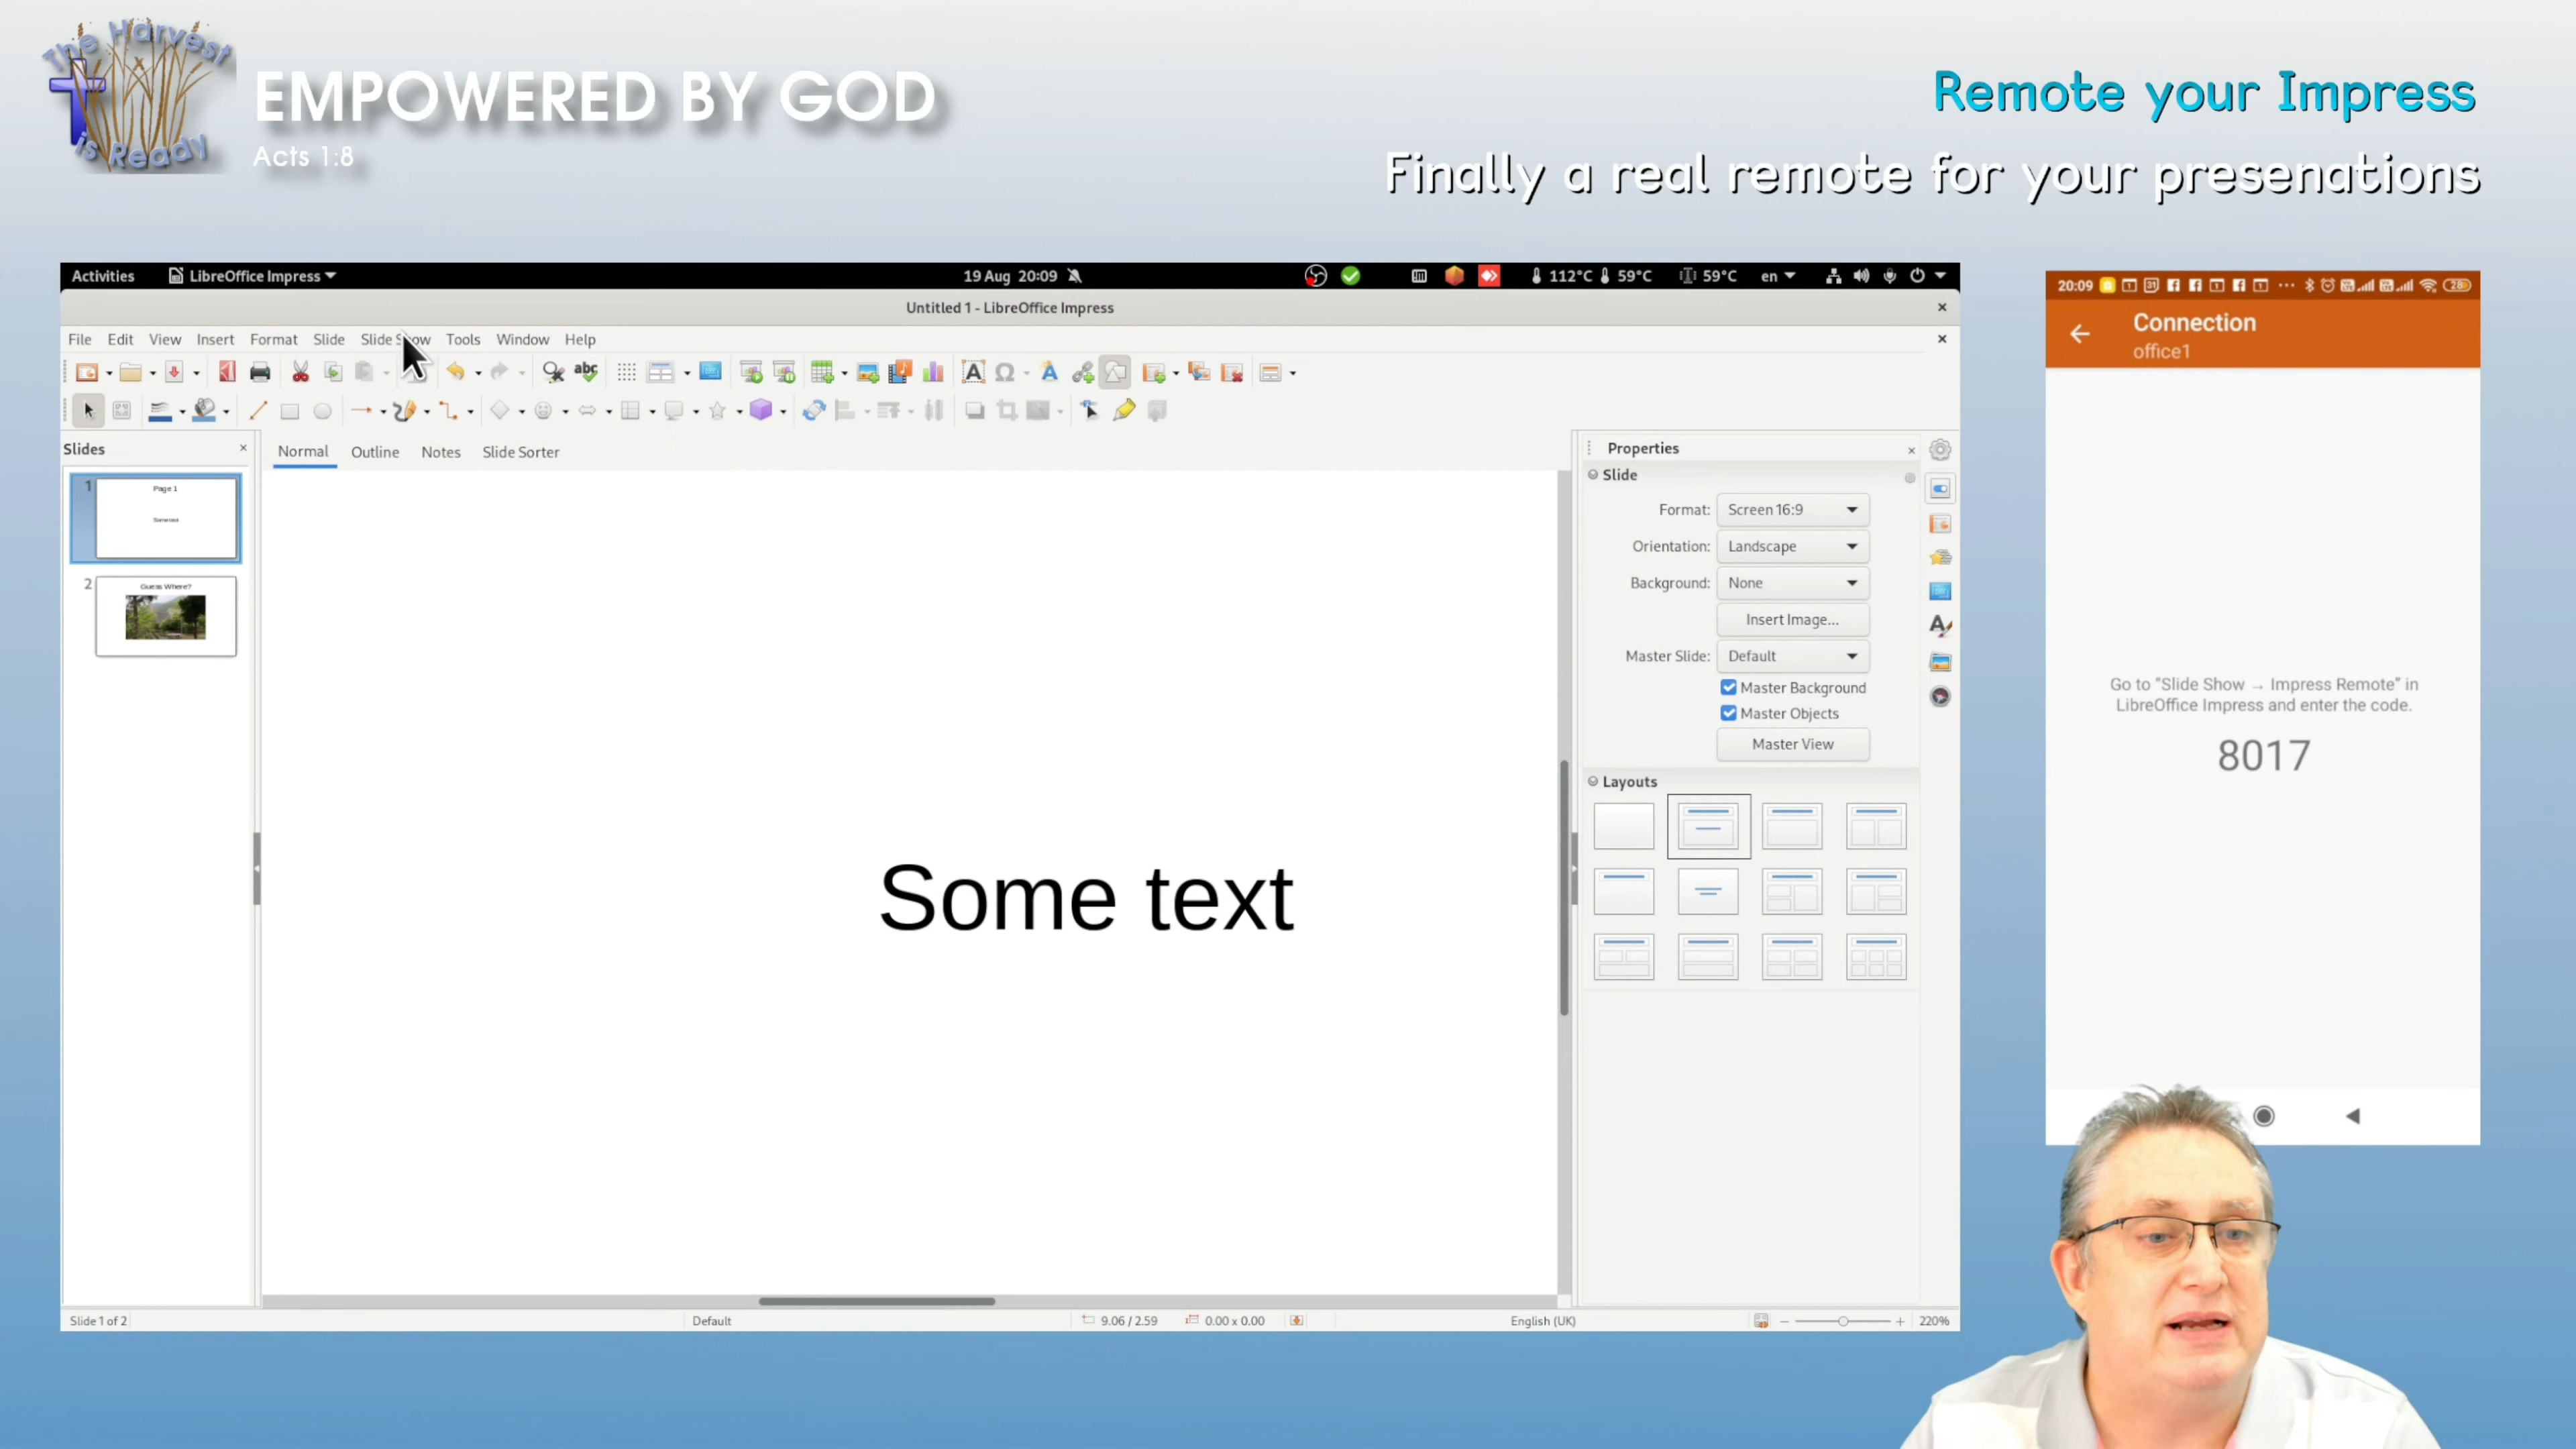 The Harvest
is Ready
EMPOWERED BY GOD
Acts 1:8
Remote your Impress
Finally a real remote for your presenations
Activities LibreOffice Impress 19 Aug 20:09 112°C 59°C 59°C en
Untitled 1 - LibreOffice Impress
File Edit View Insert Format Slide Slide Show Tools Window Help
Slides
Normal Outline Notes Slide Sorter
1
Page 1
Some text
2
Guess Where?
Some text
Properties
Slide
Format: Screen 16:9
Orientation: Landscape
Background: None
Insert Image...
Master Slide: Default
Master Background
Master Objects
Master View
Layouts
Slide 1 of 2 Default 9.06 / 2.59 0.00 x 0.00 English (UK) 220%
20:09
Connection
office1
Go to “Slide Show → Impress Remote” in
LibreOffice Impress and enter the code.
8017